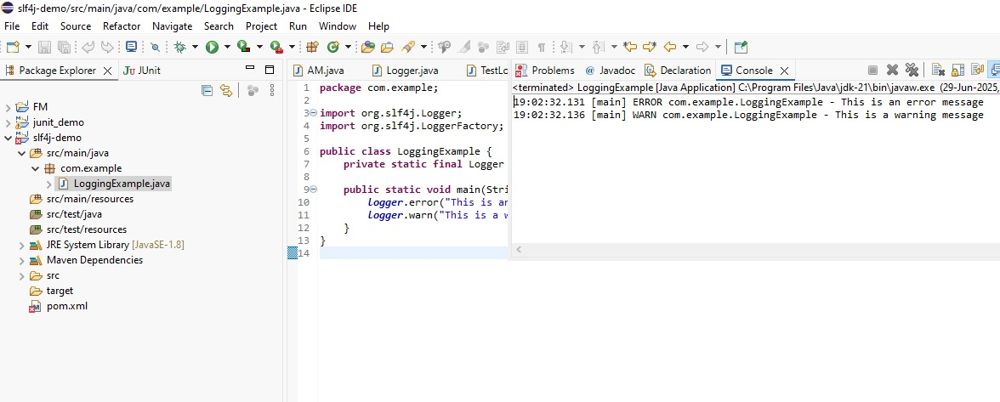 slf4j-demo/src/main/java/com/example/LoggingExample.java - Eclipse IDE
File Edit Source Refactor Navigate Search Project Run Window Help
Package Explorer JUnit
FM
junit_demo
slf4j-demo
src/main/java
com.example
LoggingExample.java
src/main/resources
src/test/java
src/test/resources
JRE System Library [JavaSE-1.8]
Maven Dependencies
src
target
pom.xml
AM.java Logger.java TestLo
1 package com.example;
2
3 import org.slf4j.Logger;
4 import org.slf4j.LoggerFactory;
5
6 public class LoggingExample {
7 private static final Logger
8
9 public static void main(Stri
10 logger.error("This is an
11 logger.warn("This is a w
12 }
13 }
14
Problems @ Javadoc Declaration Console
<terminated> LoggingExample [Java Application] C:\Program Files\Java\jdk-21\bin\javaw.exe (29-Jun-2025,
19:02:32.131 [main] ERROR com.example.LoggingExample - This is an error message
19:02:32.136 [main] WARN com.example.LoggingExample - This is a warning message